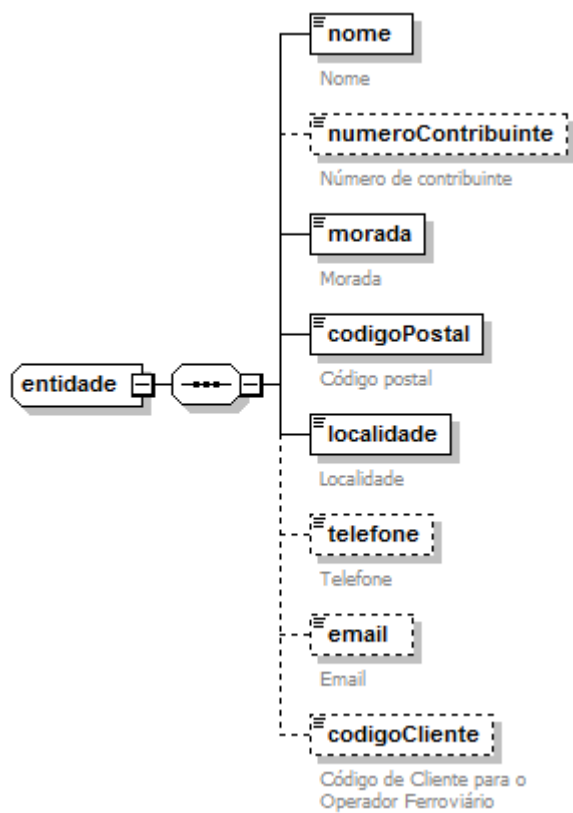 nome
Nome
numeroContribuinte
Número de contribuinte
morada
Morada
codigoPostal
Código postal
entidade
localidade
Localidade
telefone
Telefone
email
Email
codigoCliente
Código de Cliente para o
Operador Ferroviário